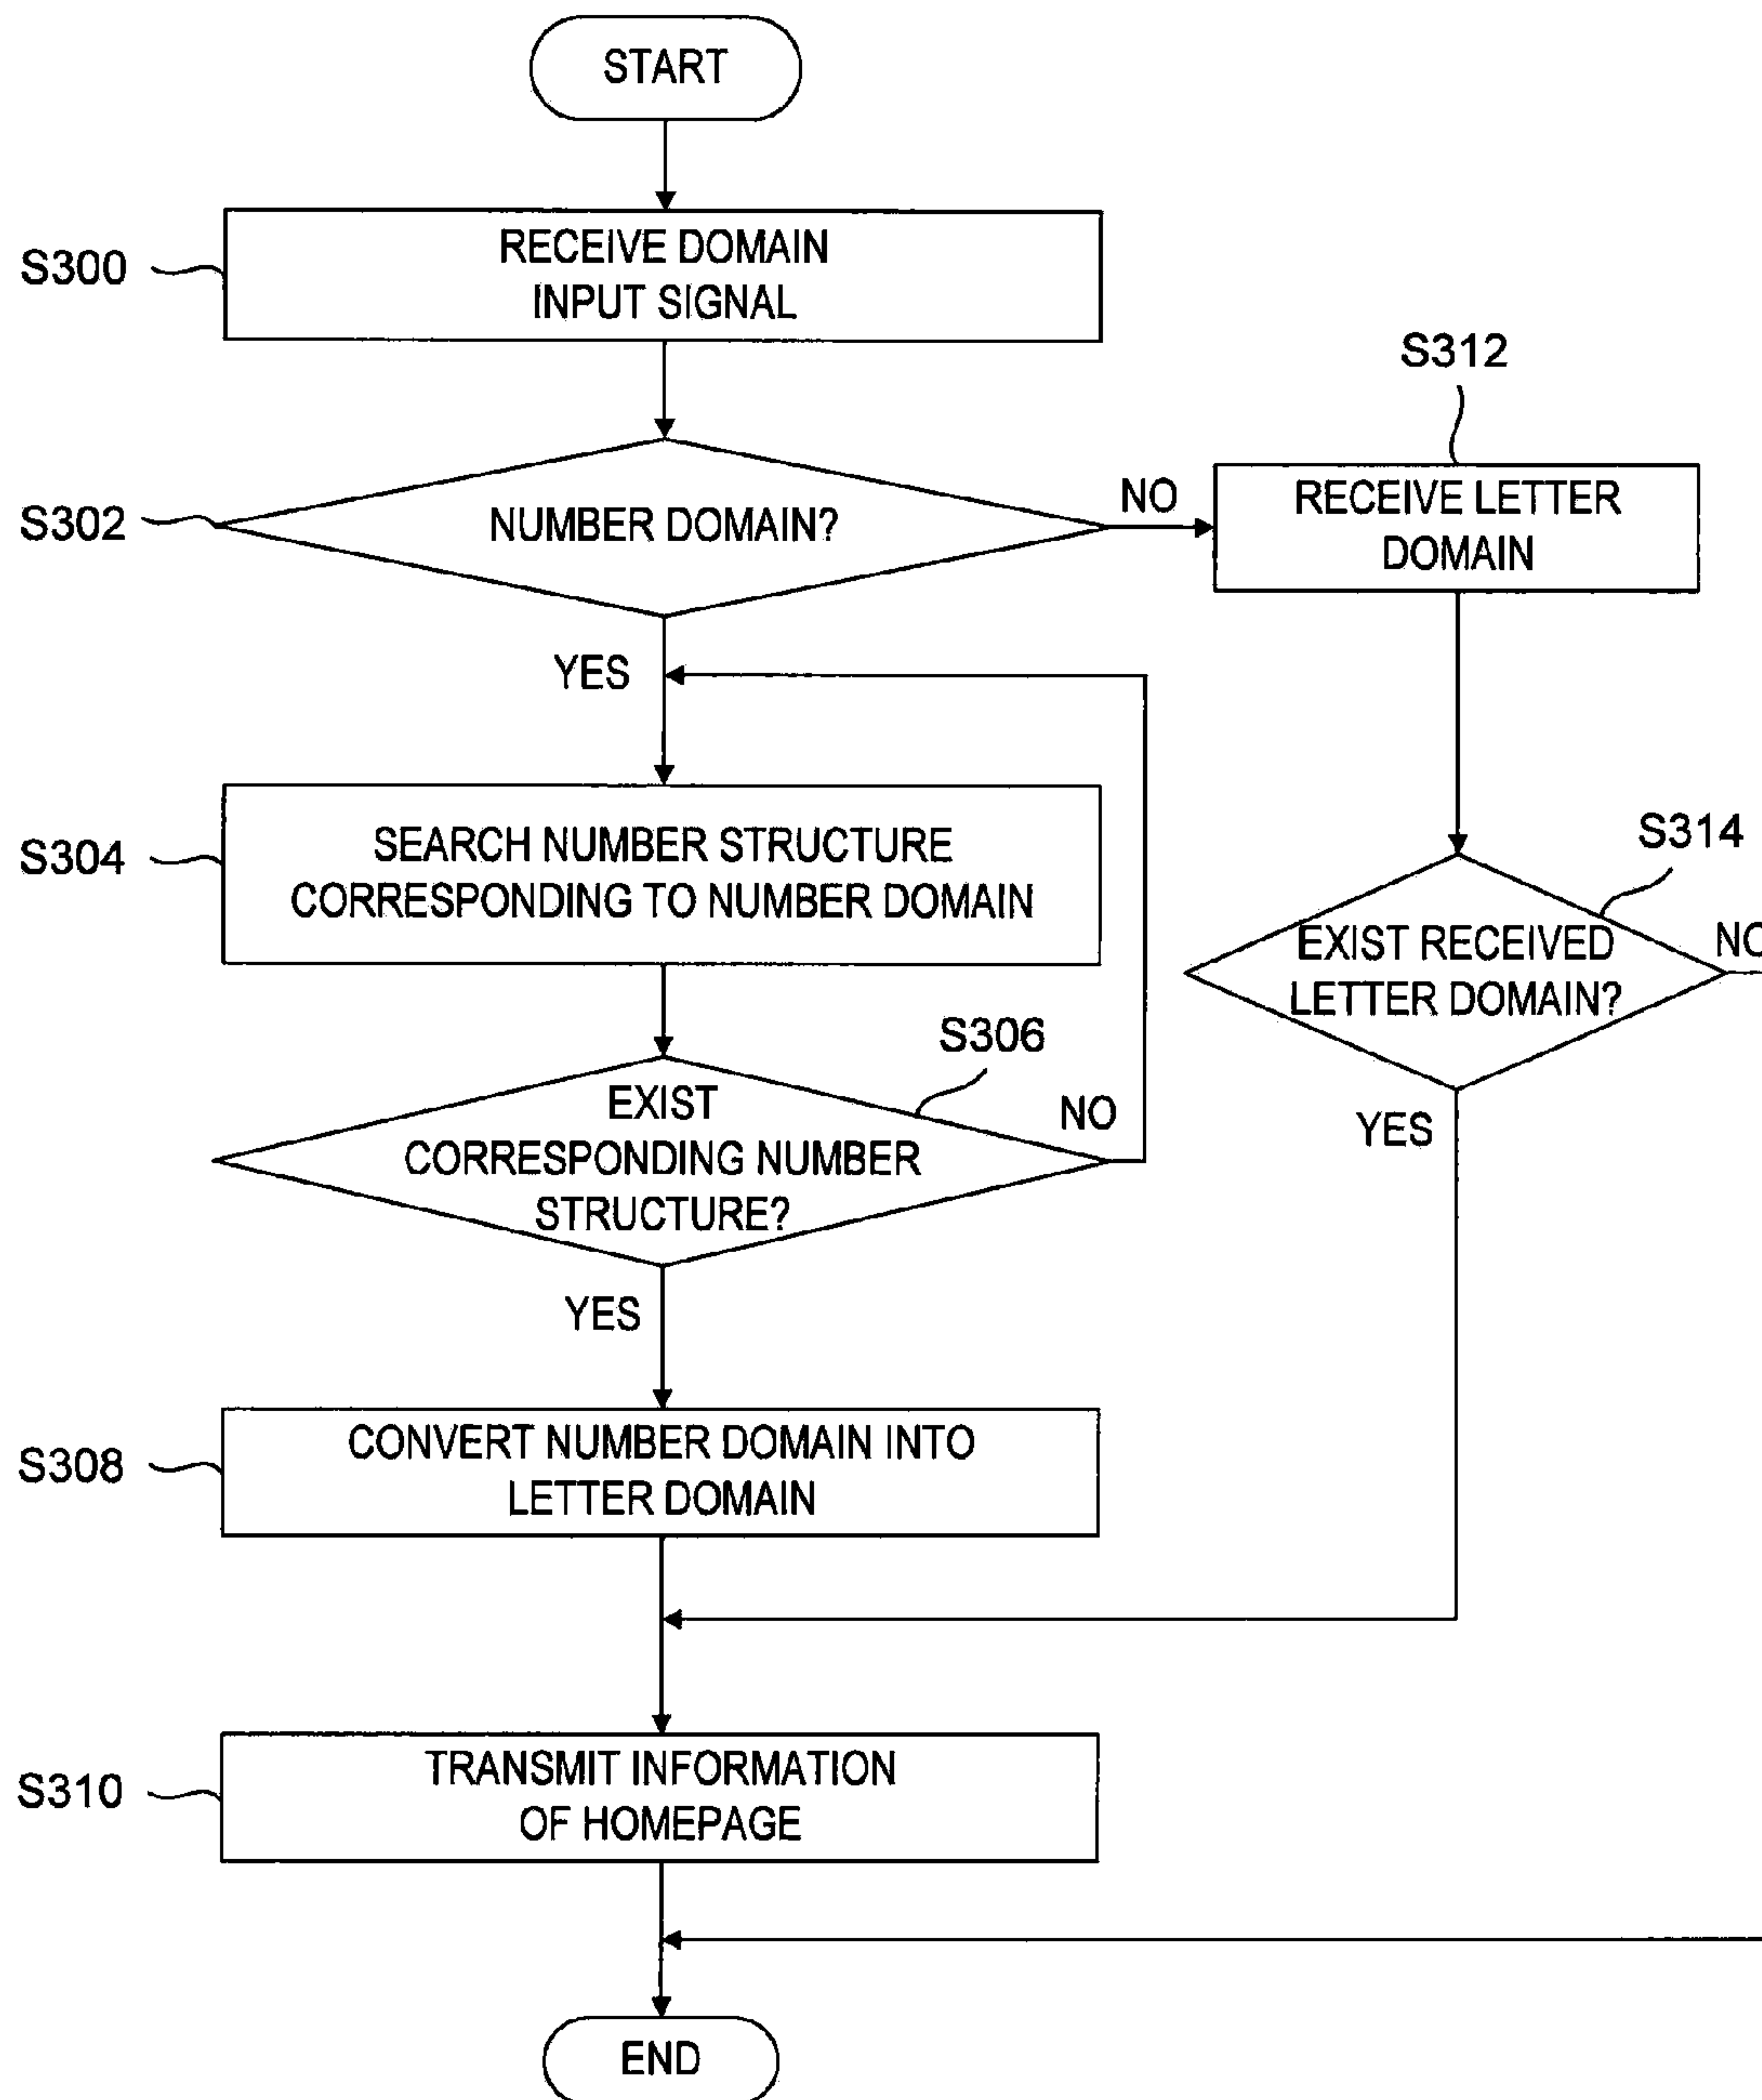 START
S300
RECEIVE DOMAIN
INPUT SIGNAL
S302
NUMBER DOMAIN?
NO
S312
RECEIVE LETTER
DOMAIN
YES
S304
SEARCH NUMBER STRUCTURE
CORRESPONDING TO NUMBER DOMAIN
S314
EXIST RECEIVED
LETTER DOMAIN?
NO
YES
S306
EXIST
CORRESPONDING NUMBER
STRUCTURE?
NO
YES
S308
CONVERT NUMBER DOMAIN INTO
LETTER DOMAIN
S310
TRANSMIT INFORMATION
OF HOMEPAGE
END